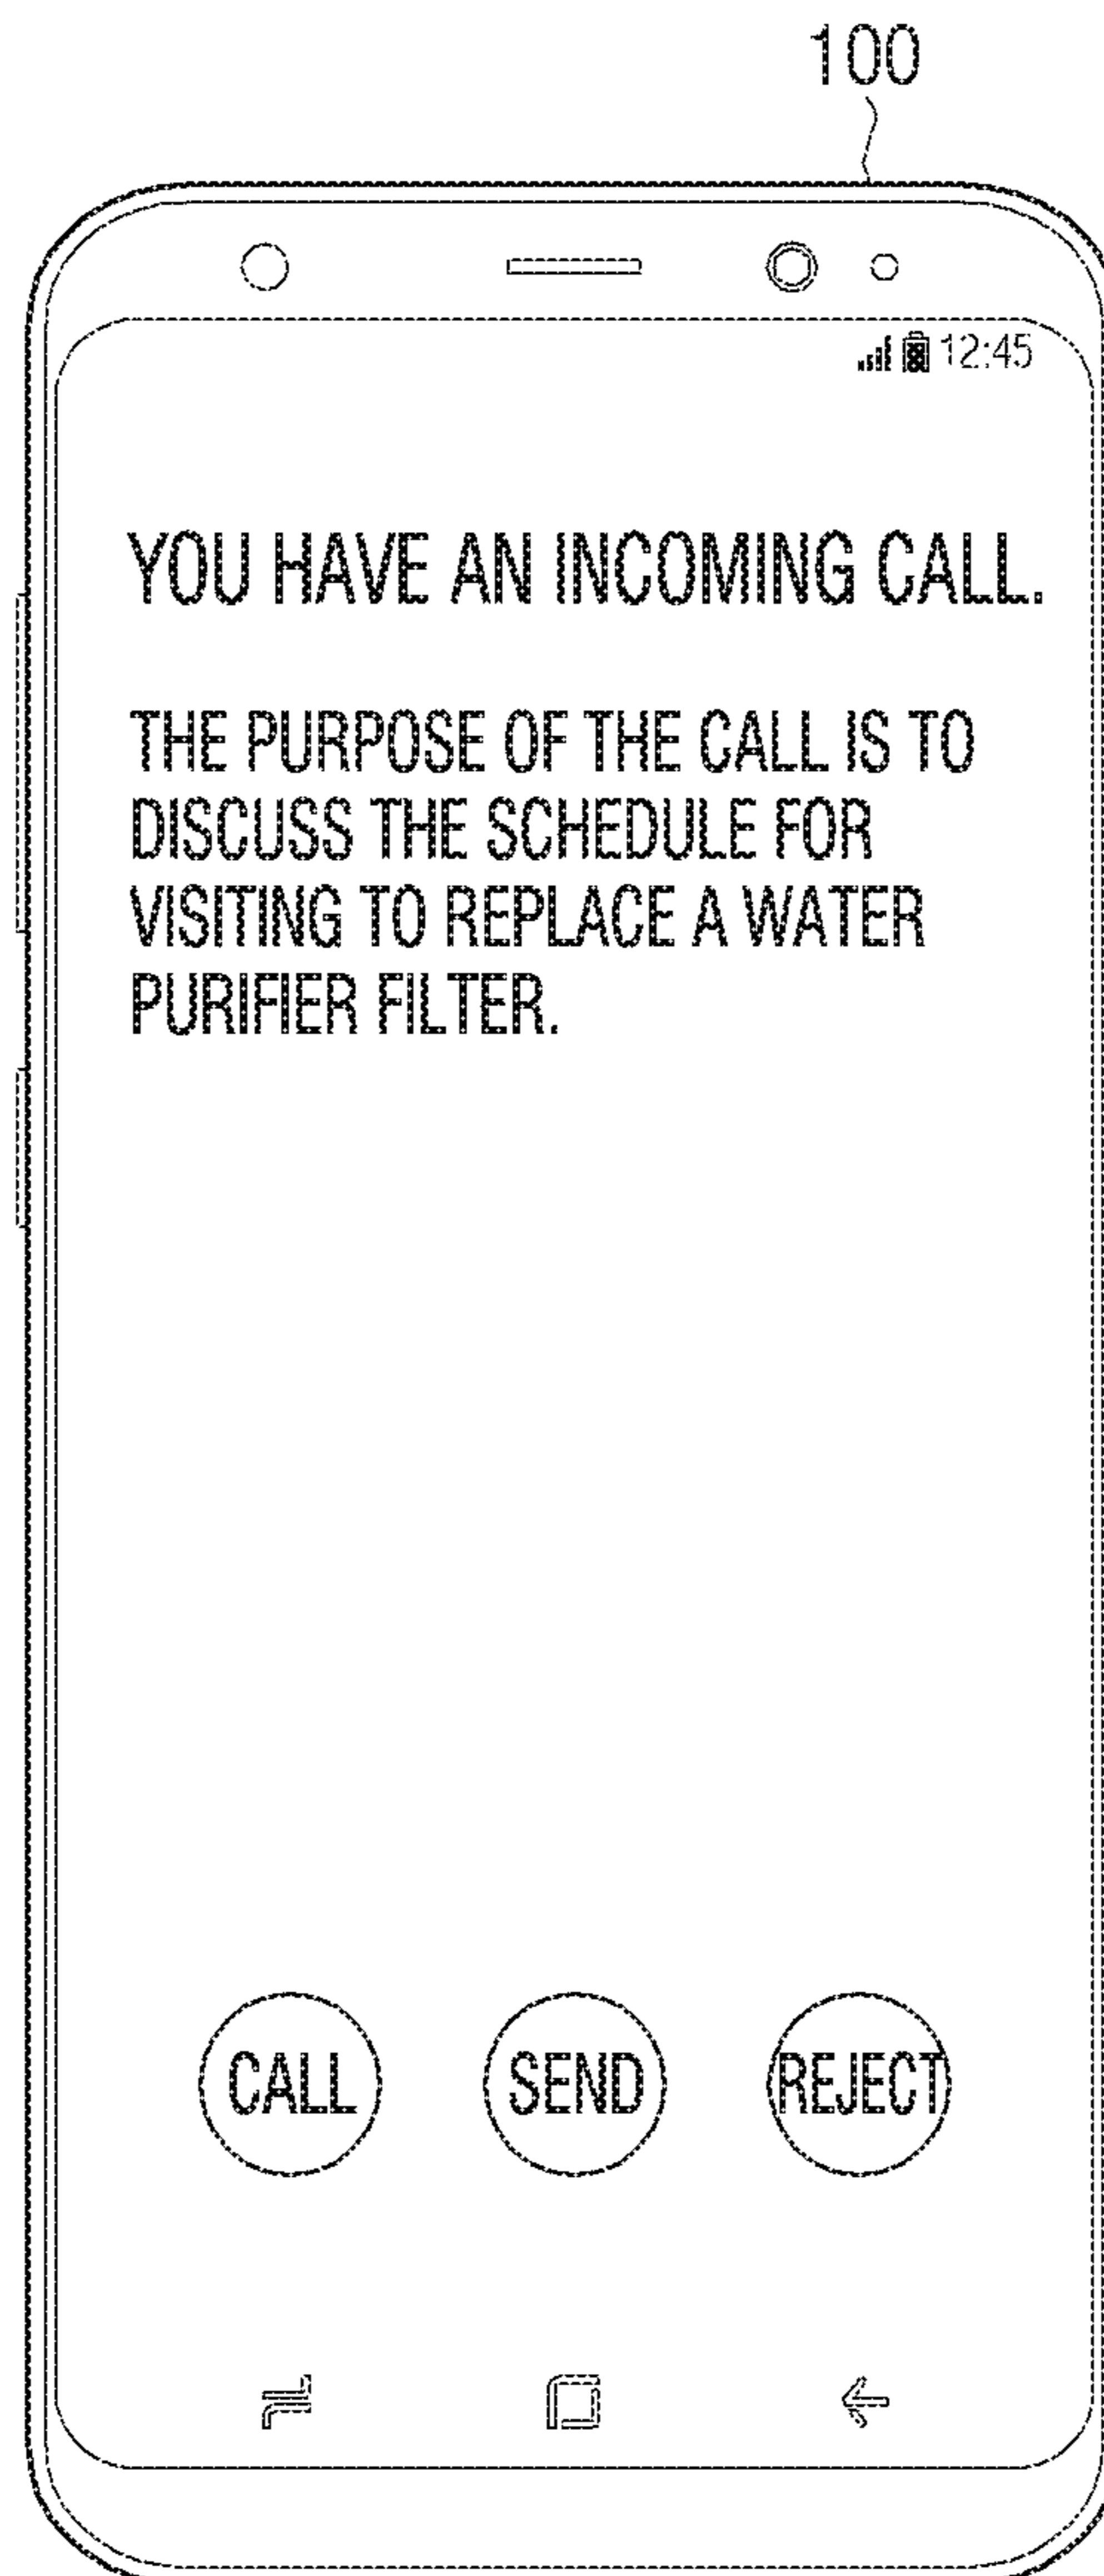 100
12:45
YOU HAVE AN INCOMING CALL.
THE PURPOSE OF THE CALL IS TO
DISCUSS THE SCHEDULE FOR
VISITING TO REPLACE A WATER
PURIFIER FILTER.
CALL SEND REJECT